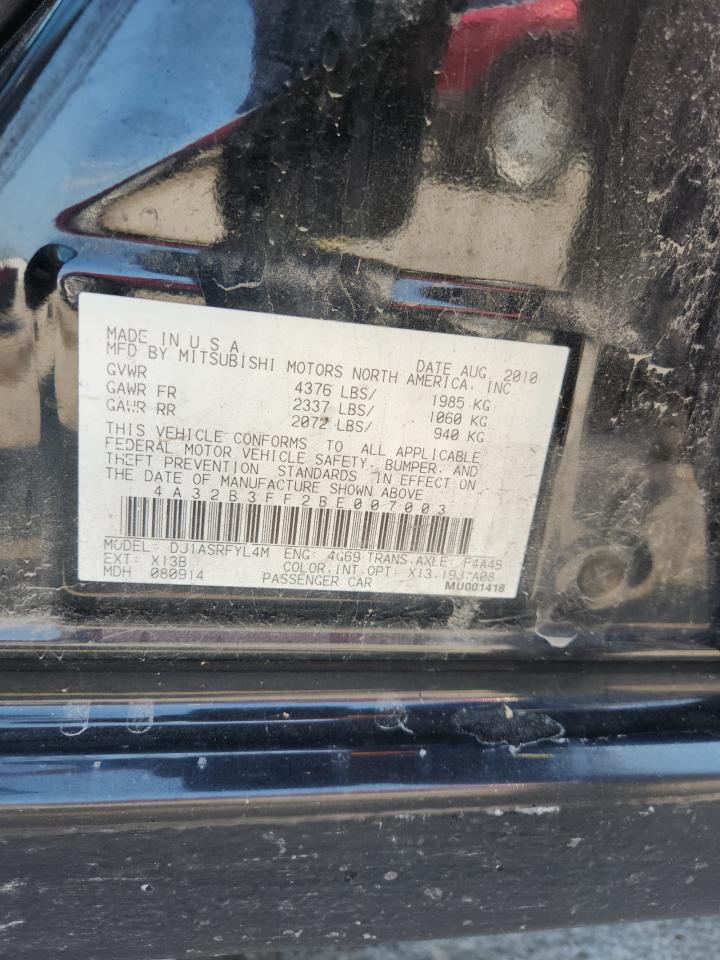 MADE IN U S A DATE AUG, 2010
MFD BY MITSUBISHI MOTORS NORTH AMERICA, INC
GVWR 4376 LBS/ 1985 KG
GAWR FR 2337 LBS/ 1060 KG
GAWR RR 2072 LBS/ 940 KG
THIS VEHICLE CONFORMS TO ALL APPLICABLE
FEDERAL MOTOR VEHICLE SAFETY, BUMPER, AND
THEFT PREVENTION STANDARDS IN EFFECT ON
THE DATE OF MANUFACTURE SHOWN ABOVE
4A32B3FF2BE007003
MODEL: DJ1ASRFYL4M ENG: 4G69 TRANS.AXLE: F4A4B
EXT: X13B COLOR,INT.OPT: X13.
MDH 080914 PASSENGER CAR MU001418